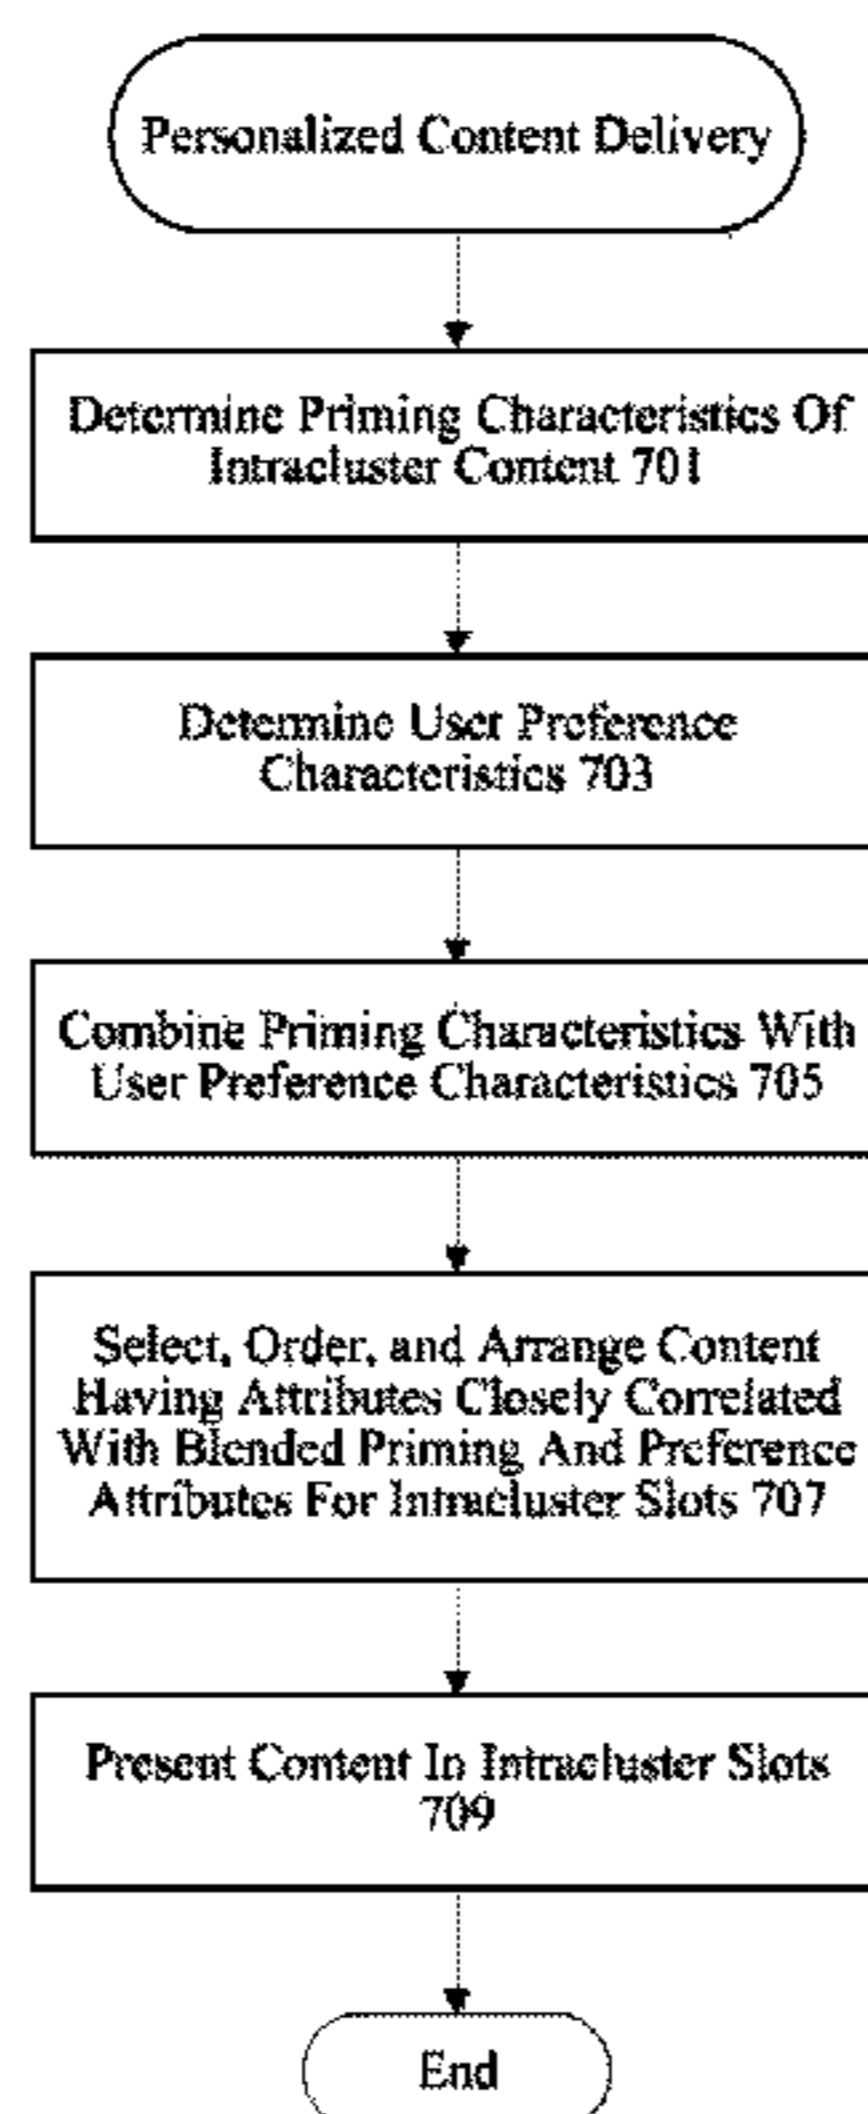 Personalized Content Delivery
Determine Priming Characteristics Of
Intracluster Content 701
Determine User Preference
Characteristics 703
Combine Priming Characteristics With
User Preference Characteristics 705
Select, Order, and Arrange Content
Having Attributes Closely Correlated
With Blended Priming And Preference
Attributes For Intracluster Slots 707
Present Content In Intracluster Slots
709
End